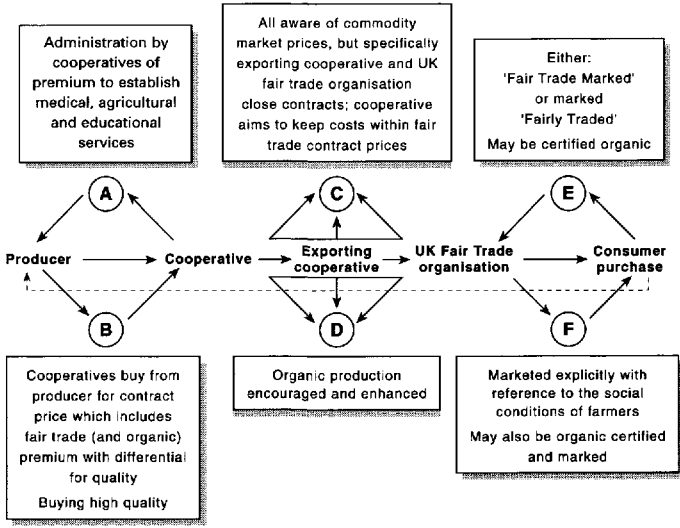 Administration by
cooperatives of
premium to establish
medical, agricultural
and educational
services
All aware of commodity
market prices, but specifically
exporting cooperative and UK
fair trade organisation
close contracts; cooperative
aims to keep costs within fair
trade contract prices
Either:
'Fair Trade Marked'
or marked
'Fairly Traded'
May be certified organic
A
C
E
Producer
Cooperative
Exporting
cooperative
UK Fair Trade
organisation
Consumer
purchase
B
D
F
Cooperatives buy from
producer for contract
price which includes
fair trade (and organic)
premium with differential
for quality
Buying high quality
Organic production
encouraged and enhanced
Marketed explicitly with
reference to the social
conditions of farmers
May also be organic certified
and marked